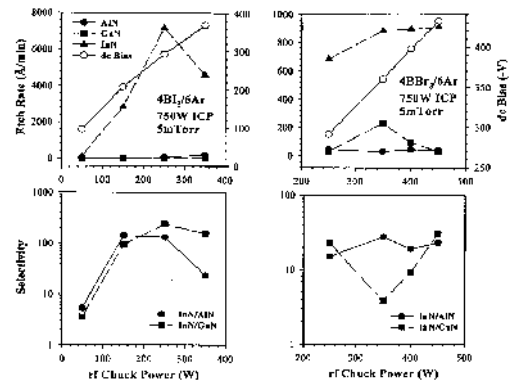 AlN
GaN
InN
dc Bias
Etch Rate (Å/min)
8000
6000
4000
2000
0
400
300
200
100
0
4BI3/6Ar
750W ICP
5mTorr
0 100 200 300 400
1000
800
600
400
200
0
400
350
300
250
dc Bias (-V)
4BBr3/6Ar
750W ICP
5mTorr
200 250 300 350 400 450 500
Selectivity
1000
100
10
1
InN/AlN
InN/GaN
0 100 200 300 400
rf Chuck Power (W)
100
10
1
InN/AlN
InN/GaN
200 300 400 500
rf Chuck Power (W)